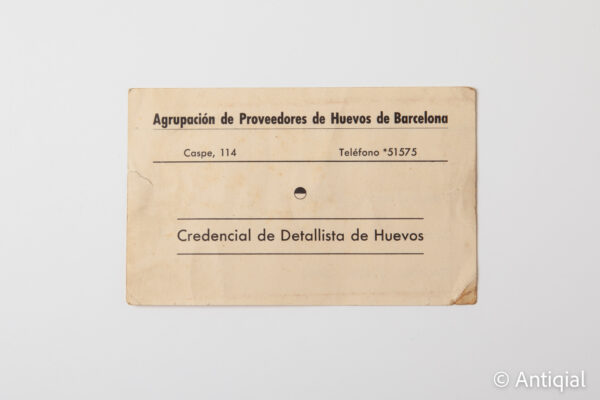 Agrupación de Proveedores de Huevos de Barcelona
Caspe, 114 Teléfono *51575
Credencial de Detallista de Huevos
© Antiqial